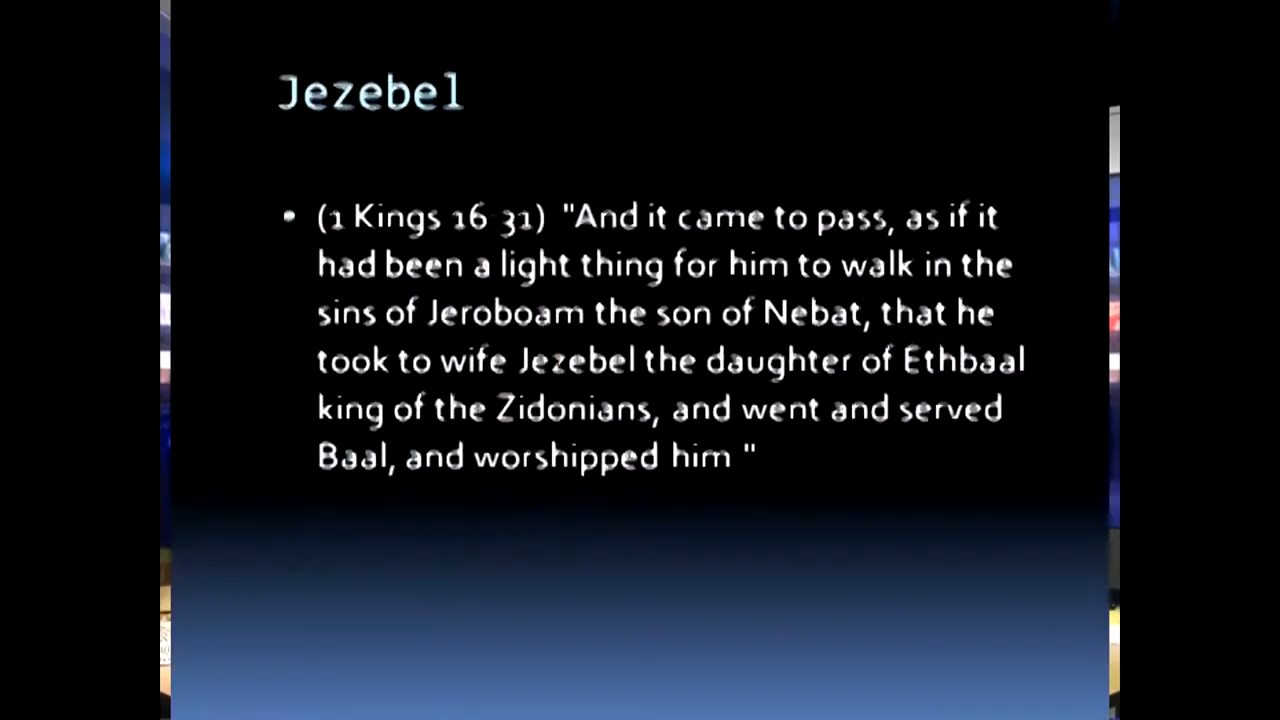 Jezebel
• (1 Kings 16 31) "And it came to pass, as if it
had been a light thing for him to walk in the
sins of Jeroboam the son of Nebat, that he
took to wife Jezebel the daughter of Ethbaal
king of the Zidonians, and went and served
Baal, and worshipped him "